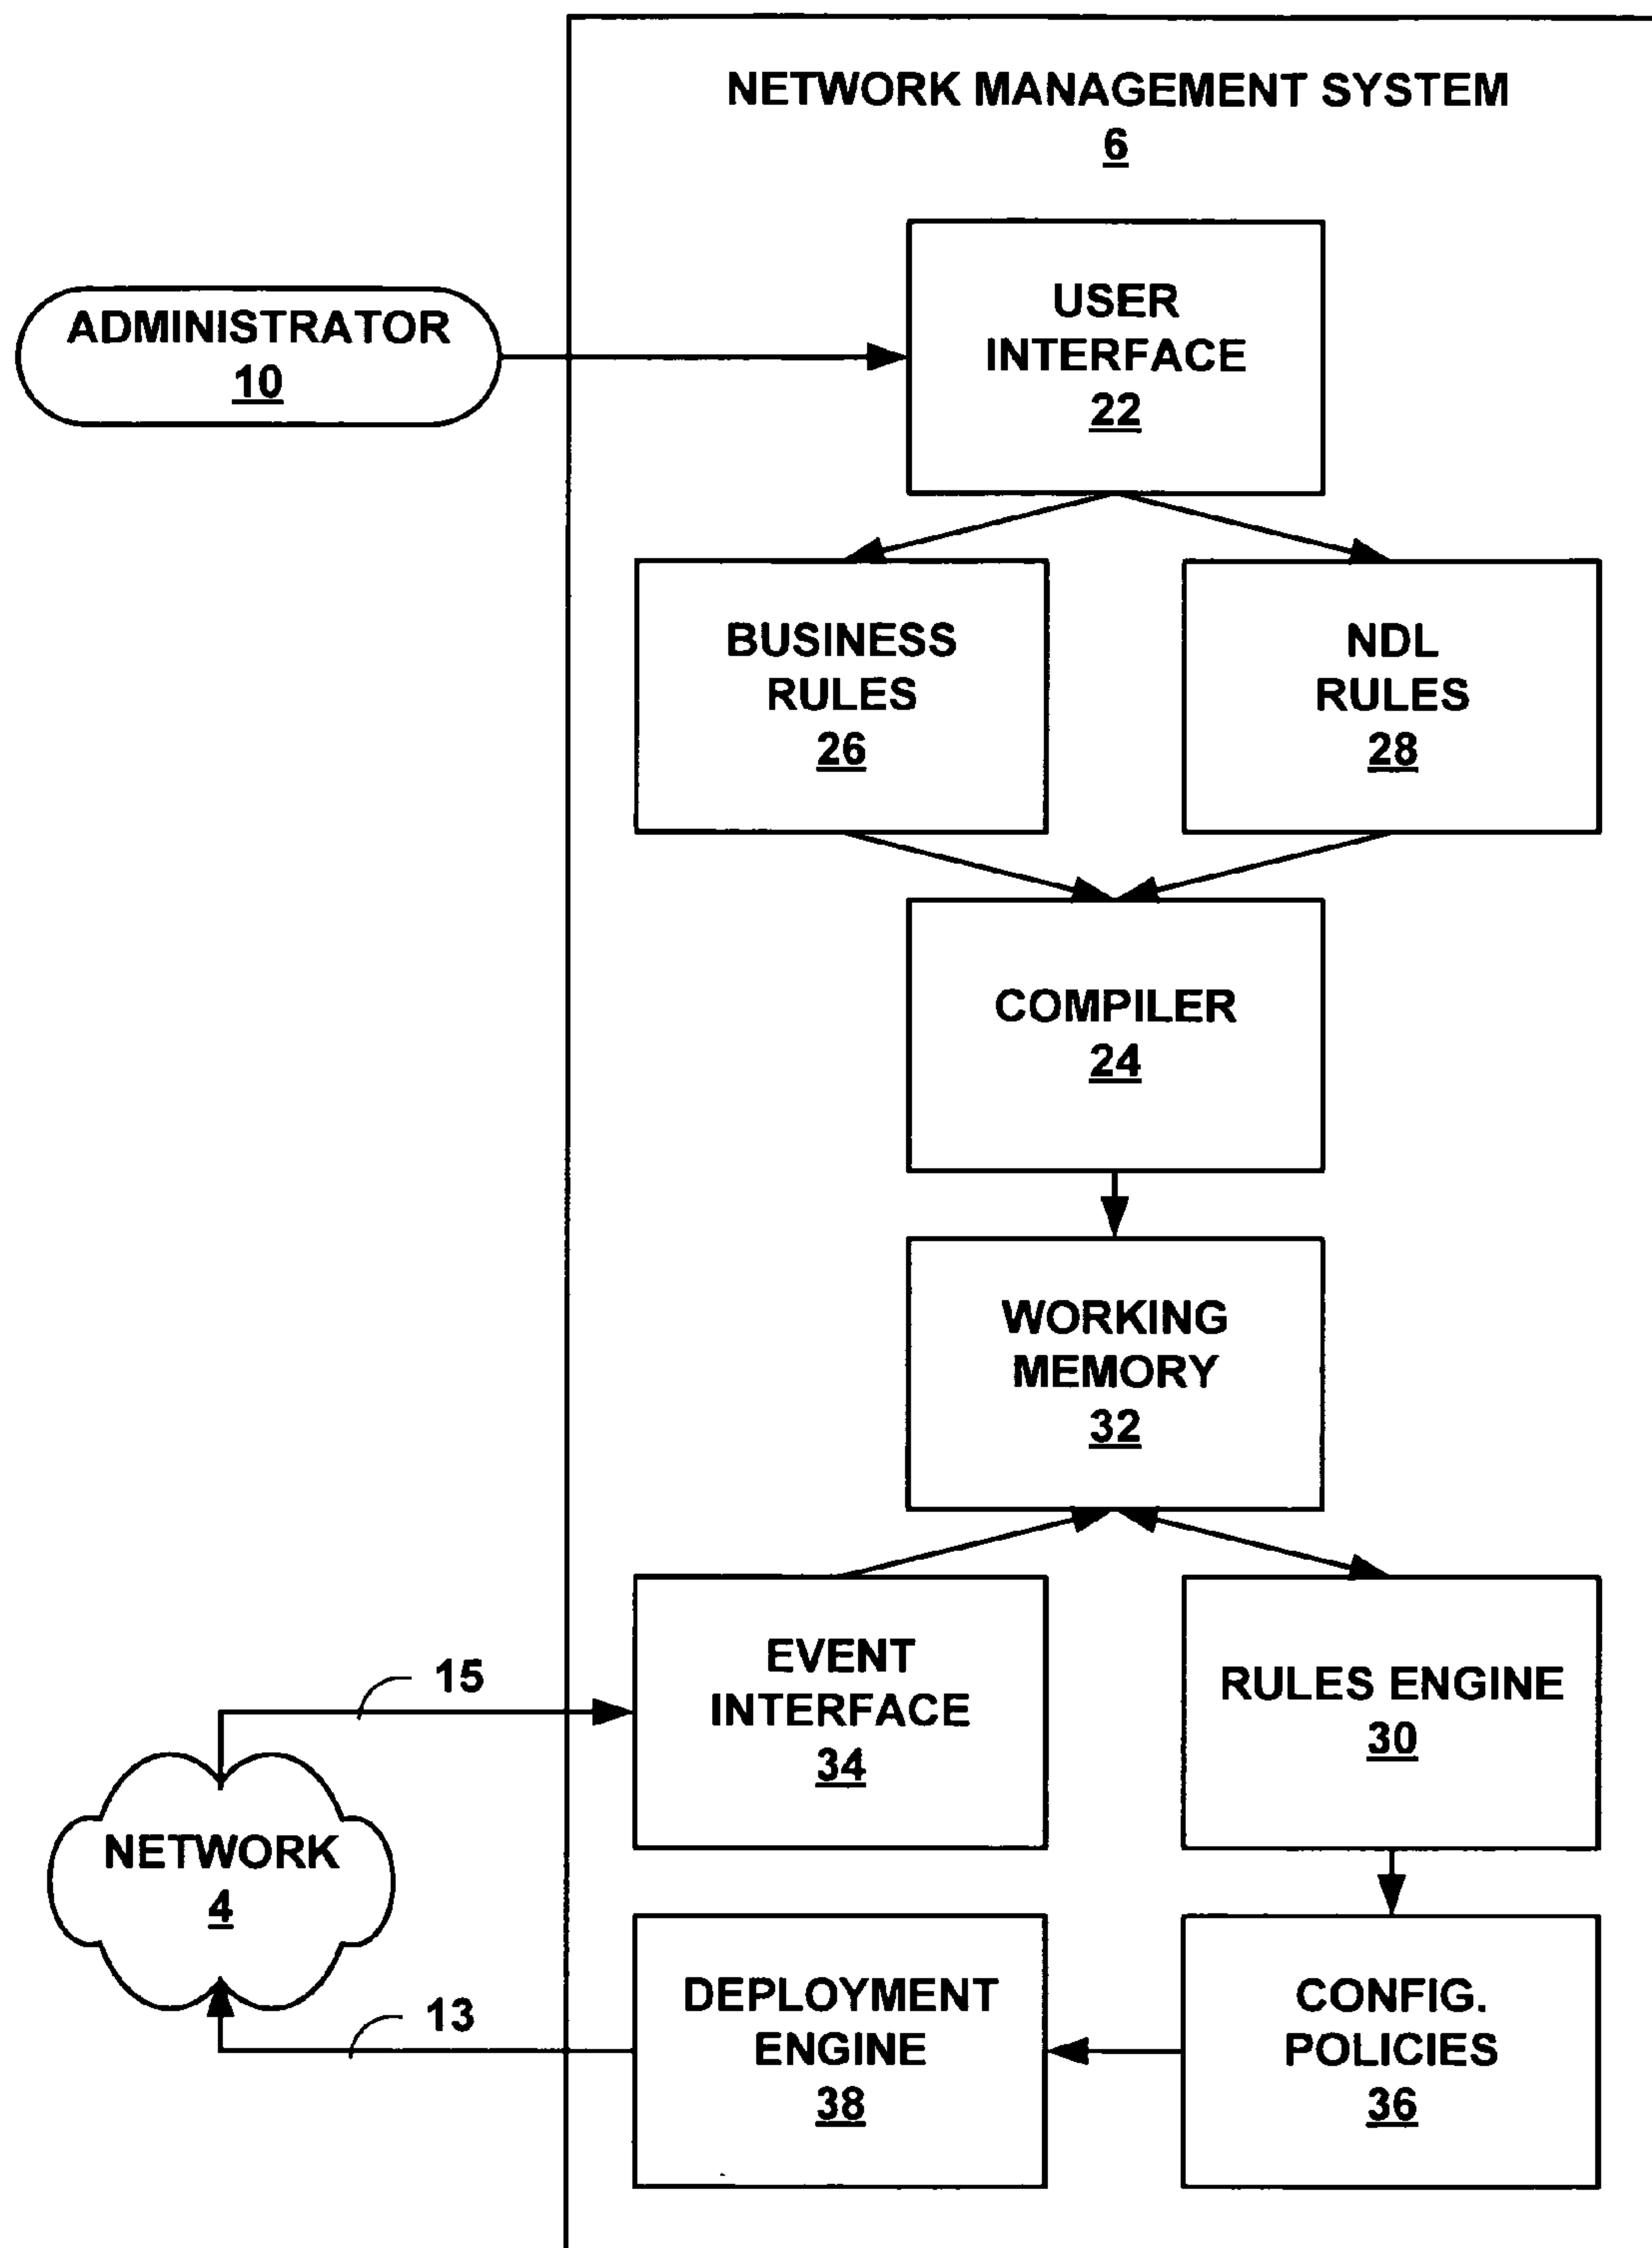 NETWORK MANAGEMENT SYSTEM
6
ADMINISTRATOR
10
USER
INTERFACE
22
BUSINESS
RULES
26
NDL
RULES
28
COMPILER
24
WORKING
MEMORY
32
EVENT
INTERFACE
34
RULES ENGINE
30
15
NETWORK
4
13
DEPLOYMENT
ENGINE
38
CONFIG.
POLICIES
36